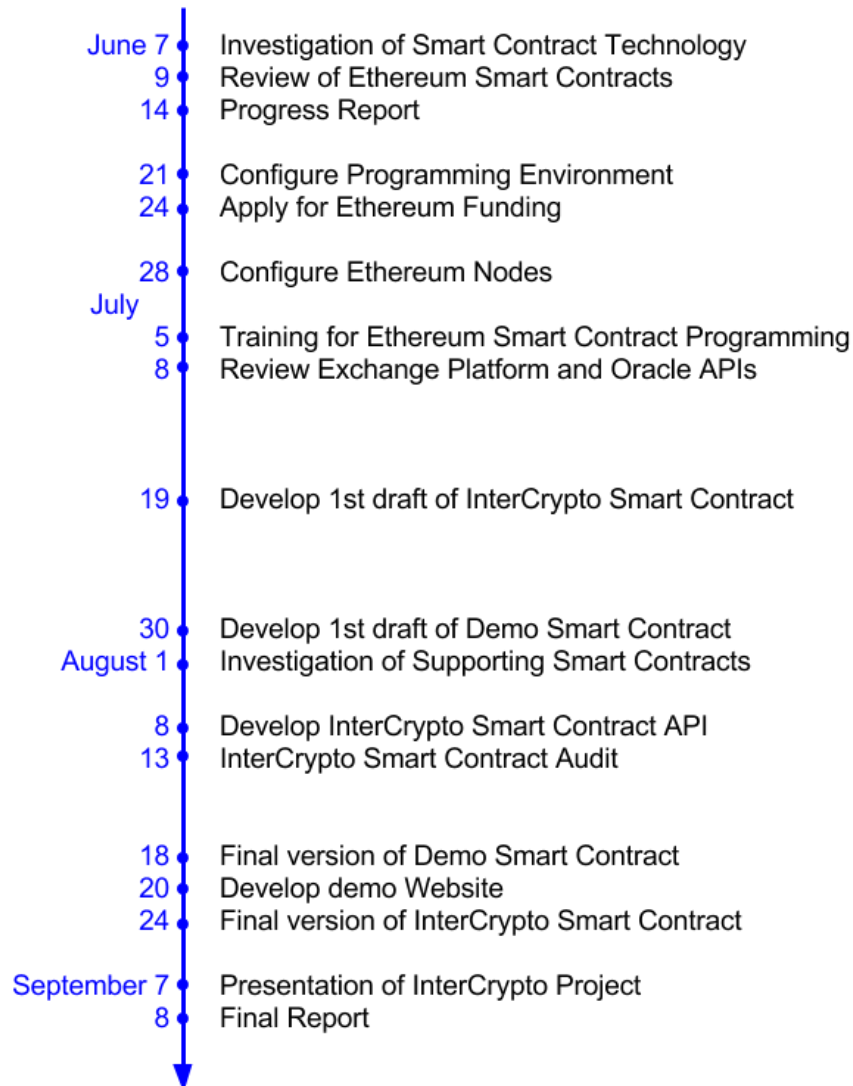 June 7 Investigation of Smart Contract Technology
9 Review of Ethereum Smart Contracts
14 Progress Report
21 Configure Programming Environment
24 Apply for Ethereum Funding
28 Configure Ethereum Nodes
July
5 Training for Ethereum Smart Contract Programming
8 Review Exchange Platform and Oracle APIs
19 Develop 1st draft of InterCrypto Smart Contract
30 Develop 1st draft of Demo Smart Contract
August 1 Investigation of Supporting Smart Contracts
8 Develop InterCrypto Smart Contract API
13 InterCrypto Smart Contract Audit
18 Final version of Demo Smart Contract
20 Develop demo Website
24 Final version of InterCrypto Smart Contract
September 7 Presentation of InterCrypto Project
8 Final Report